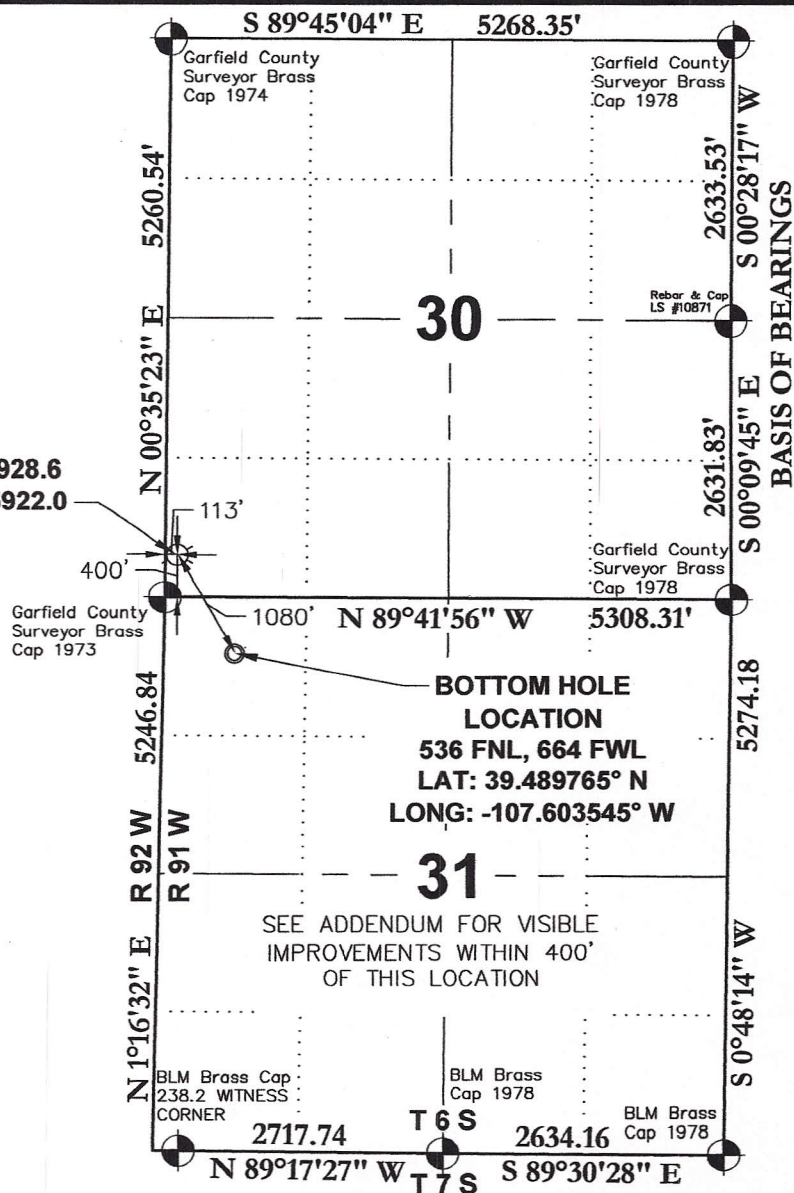 S 89°45'04" E 5268.35'
Garfield County
Surveyor Brass
Cap 1974
Garfield County
Surveyor Brass
Cap 1978
5260.54'
N 00°35'23" E
2633.53'
S 00°28'17" W
BASIS OF BEARINGS
30
Rebar & Cap
LS #10871
2631.83'
S 00°09'45" E
928.6
922.0
113'
400'
1080'
Garfield County
Surveyor Brass
Cap 1973
Garfield County
Surveyor Brass
Cap 1978
N 89°41'56" W 5308.31'
BOTTOM HOLE
LOCATION
536 FNL, 664 FWL
LAT: 39.489765° N
LONG: -107.603545° W
5246.84
5274.18
R 92 W
R 91 W
31
SEE ADDENDUM FOR VISIBLE
IMPROVEMENTS WITHIN 400'
OF THIS LOCATION
N 1°16'32" E
S 0°48'14" W
BLM Brass Cap
238.2 WITNESS
CORNER
BLM Brass
Cap 1978
BLM Brass
Cap 1978
T 6 S
2717.74 2634.16
N 89°17'27" W S 89°30'28" E
T 7 S